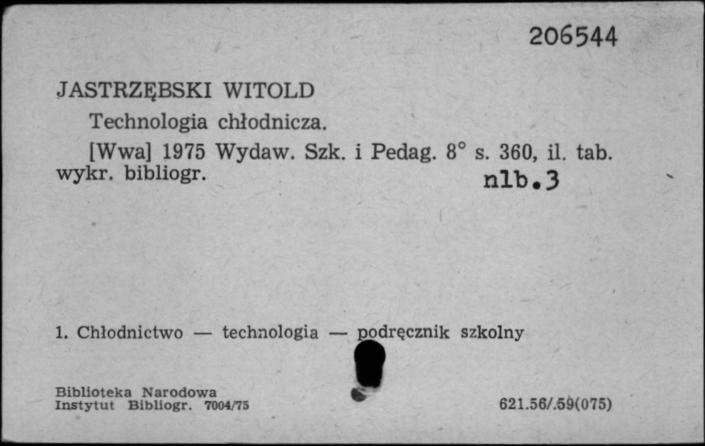 206544
JASTRZĘBSKI WITOLD
Technologia chłodnicza.
[Wwa] 1975 Wydaw. Szk. i Pedag. 8° s. 360, il. tab.
wykr. bibliogr. nlb.3
1. Chłodnictwo — technologia — podręcznik szkolny
Biblioteka Narodowa
Instytut Bibliogr. 7004/75 621.56/.59(075)